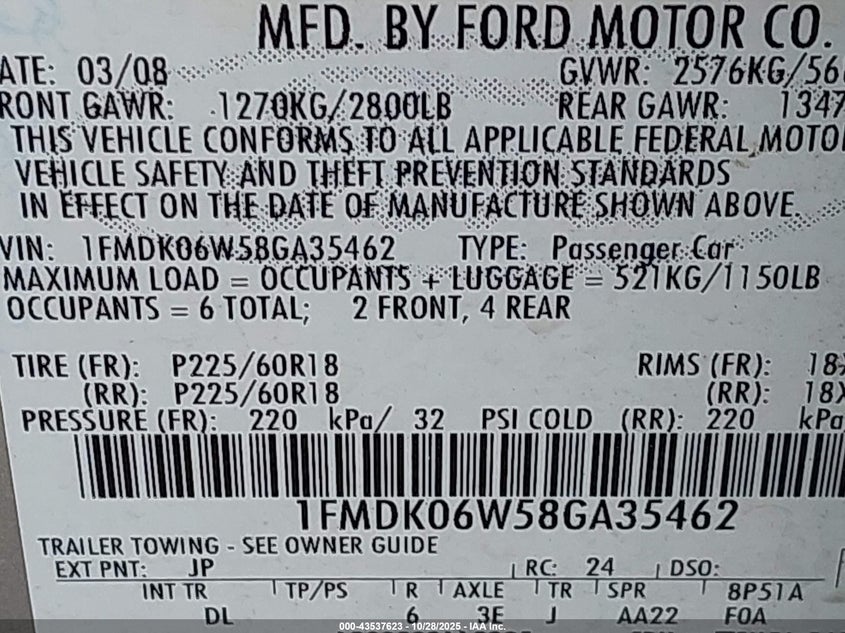 MFD. BY FORD MOTOR CO.
ATE: 03/08 GVWR: 2576KG/56
RONT GAWR: 1270KG/2800LB REAR GAWR: 1347
THIS VEHICLE CONFORMS TO ALL APPLICABLE FEDERAL MOTO
VEHICLE SAFETY AND THEFT PREVENTION STANDARDS
IN EFFECT ON THE DATE OF MANUFACTURE SHOWN ABOVE.
VIN: 1FMDK06W58GA35462 TYPE: Passenger Car
MAXIMUM LOAD = OCCUPANTS + LUGGAGE = 521KG/1150LB
OCCUPANTS = 6 TOTAL; 2 FRONT, 4 REAR
TIRE (FR): P225/60R18 RIMS (FR): 18
(RR): P225/60R18 (RR): 18X
PRESSURE (FR): 220 kPa/ 32 PSI COLD (RR): 220 kPa
1FMDK06W58GA35462
TRAILER TOWING - SEE OWNER GUIDE
EXT PNT: JP RC: 24 DSO:
INT TR TP/PS R AXLE TR SPR 8P51A
DL 6 3E J AA22 F0A
000-43537623 - 10/28/2025 - IAA Inc.